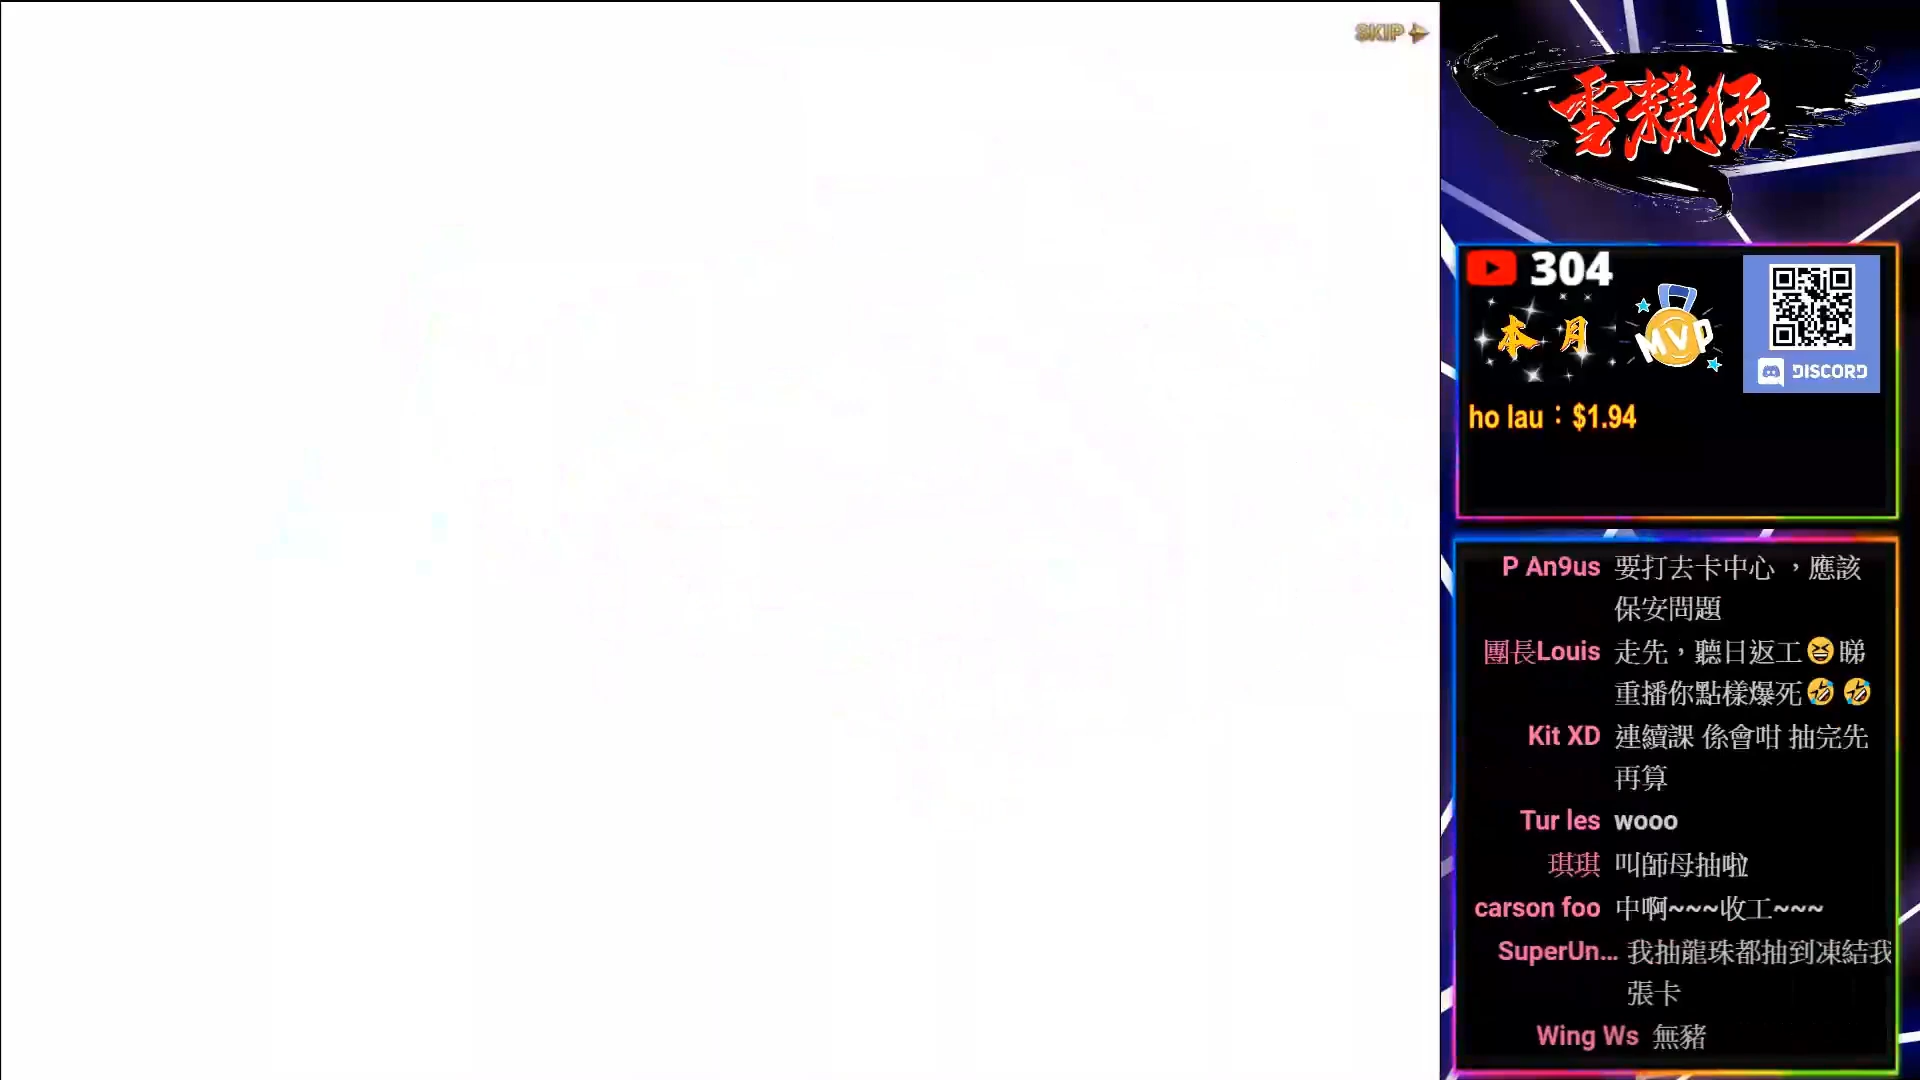 SKIP
雪糕狂
304
本月
MVP
DISCORD
ho lau：$1.94
P An9us 要打去卡中心 ，應該
保安問題
團長Louis 走先，聽日返工😆睇
重播你點樣爆死🤣🤣
Kit XD 連續課 係會咁 抽完先
再算
Tur les wooo
琪琪 叫師母抽啦
carson foo 中啊~~~收工~~~
SuperUn... 我抽龍珠都抽到凍結我
張卡
Wing Ws 無豬